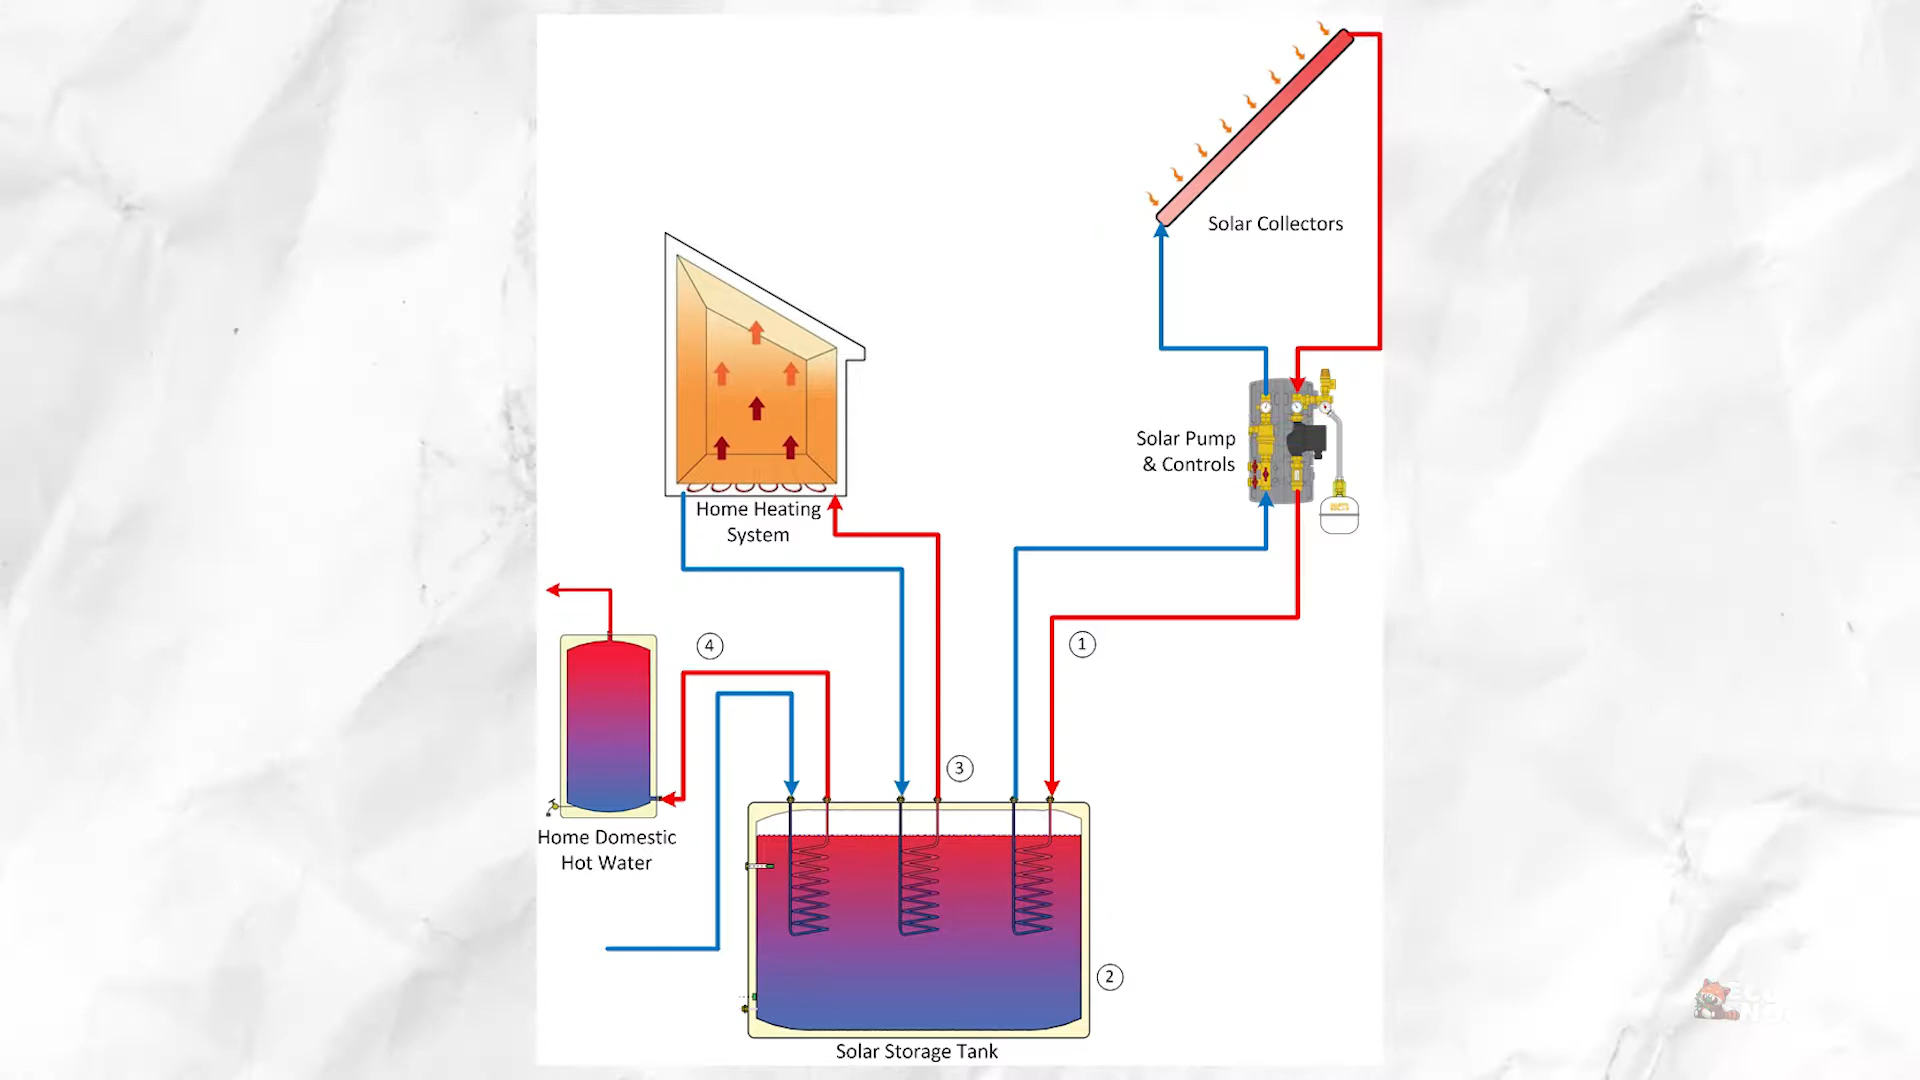 Solar Collectors
Solar Pump
& Controls
Home Heating
System
4
1
3
Home Domestic
Hot Water
2
Solar Storage Tank